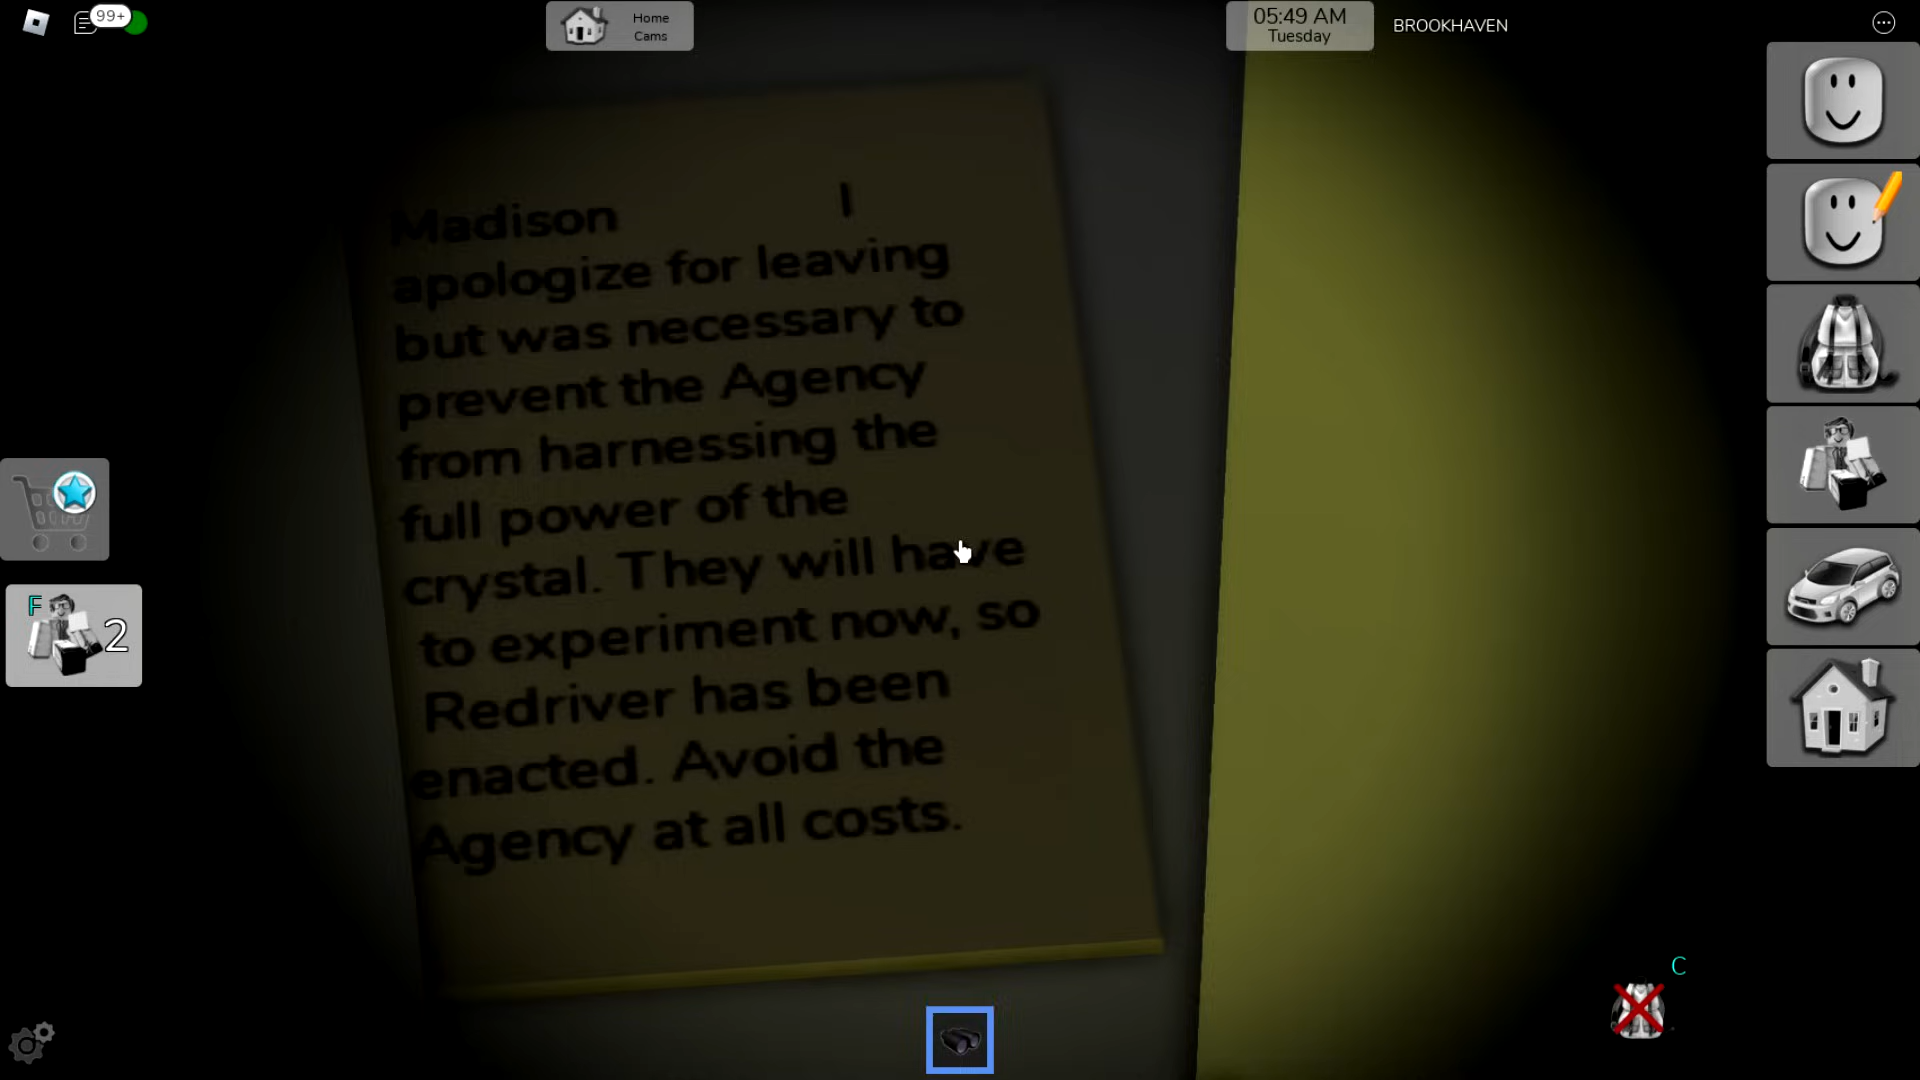 99+
Home
Cams
05:49 AM
Tuesday
BROOKHAVEN
Madison I
apologize for leaving
but was necessary to
prevent the Agency
from harnessing the
full power of the
crystal. They will have
to experiment now, so
Redriver has been
enacted. Avoid the
Agency at all costs.
F
2
C